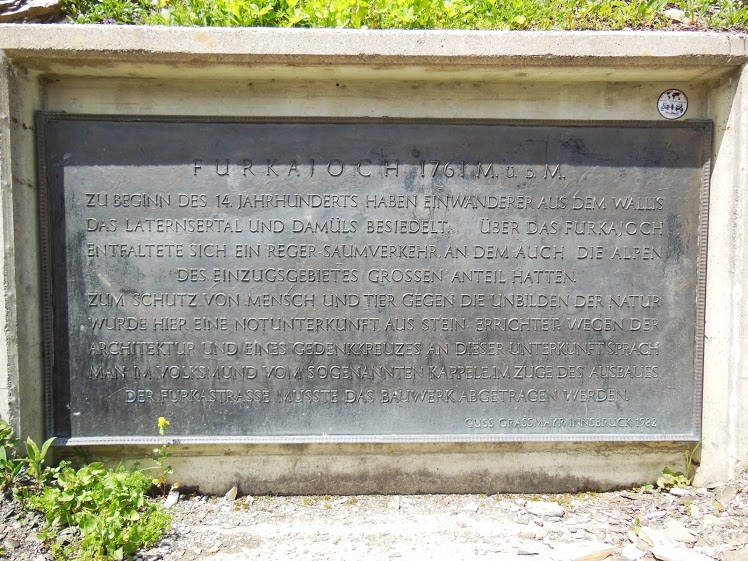 FURKAJOCH 1761 M. ü. D. M.
ZU BEGINN DES 14. JAHRHUNDERTS HABEN EINWANDERER AUS DEM WALLIS
DAS LATERNSERTAL UND DAMÜLS BESIEDELT. ÜBER DAS FURKAJOCH
ENTFALTETE SICH EIN REGER SAUMVERKEHR, AN DEM AUCH DIE ALPEN
DES EINZUGSGEBIETES GROSSEN ANTEIL HATTEN.
ZUM SCHUTZ VON MENSCH UND TIER GEGEN DIE UNBILDEN DER NATUR
WURDE HIER EINE NOTUNTERKUNFT AUS STEIN ERRICHTET. WEGEN DER
ARCHITEKTUR UND EINES GEDENKKREUZES AN DIESER UNTERKUNFT SPRACH
MAN IM VOLKSMUND VOM SOGENANNTEN KAPPELE. IM ZUGE DES AUSBAUES
DER FURKASTRASSE MUSSTE DAS BAUWERK ABGETRAGEN WERDEN.
GUSS GRASSMAYR INNSBRUCK 1982